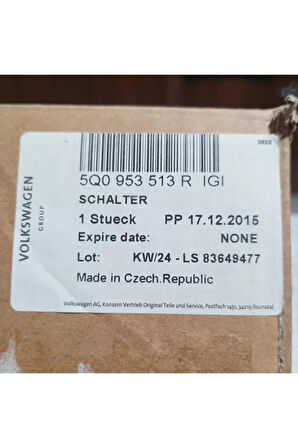 3822
VOLKSWAGEN
GROUP
5Q0 953 513 R IGI
SCHALTER
1 Stueck PP 17.12.2015
Expire date: NONE
Lot: KW/24 - LS 83649477
Made in Czech.Republic
Volkswagen AG, Konzern Vertrieb Original Teile und Service, Postfach 1451, 34219 Baunatal